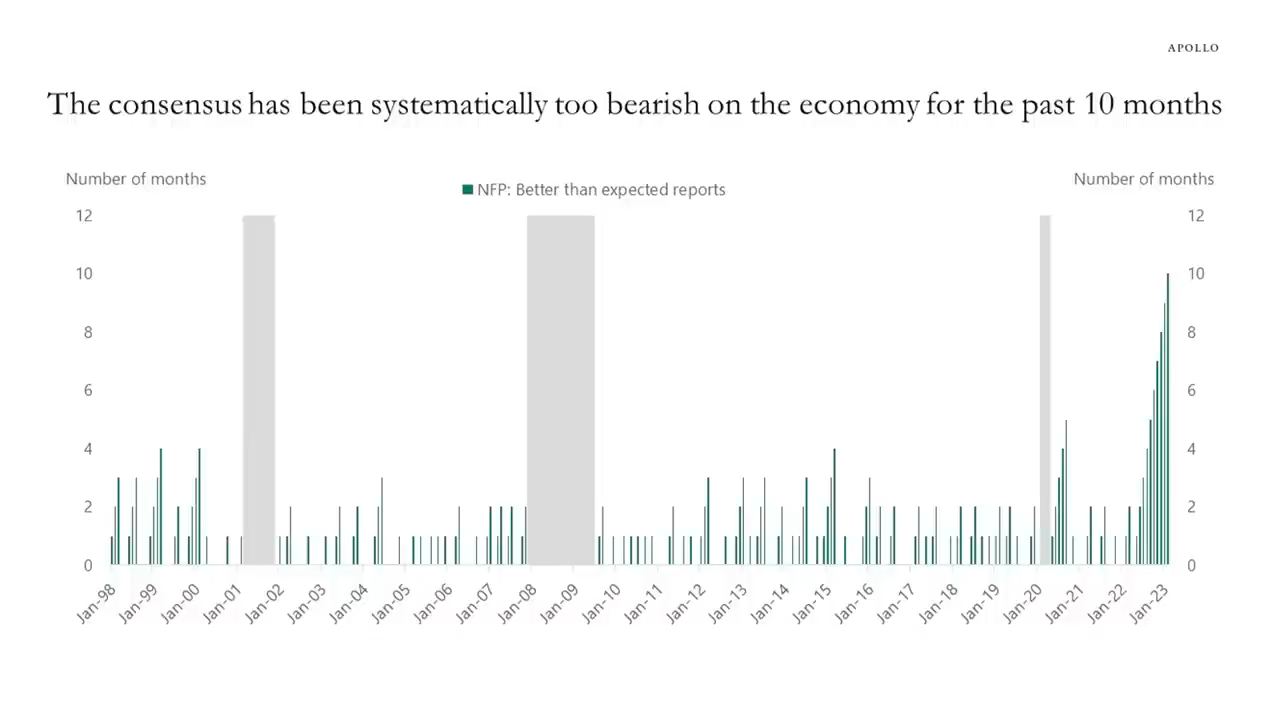 APOLLO
The consensus has been systematically too bearish on the economy for the past 10 months
Number of months
NFP: Better than expected reports
Number of months
12
10
8
6
4
2
0
12
10
8
6
4
2
0
Jan-98
Jan-99
Jan-00
Jan-01
Jan-02
Jan-03
Jan-04
Jan-05
Jan-06
Jan-07
Jan-08
Jan-09
Jan-10
Jan-11
Jan-12
Jan-13
Jan-14
Jan-15
Jan-16
Jan-17
Jan-18
Jan-19
Jan-20
Jan-21
Jan-22
Jan-23